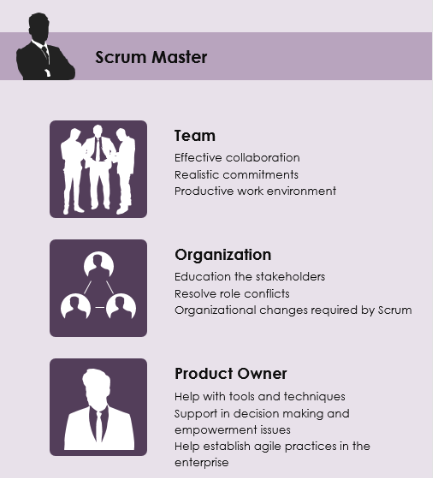 Scrum Master
Team
Effective collaboration
Realistic commitments
Productive work environment
Organization
Education the stakeholders
Resolve role conflicts
Organizational changes required by Scrum
Product Owner
Help with tools and techniques
Support in decision making and
empowerment issues
Help establish agile practices in the
enterprise